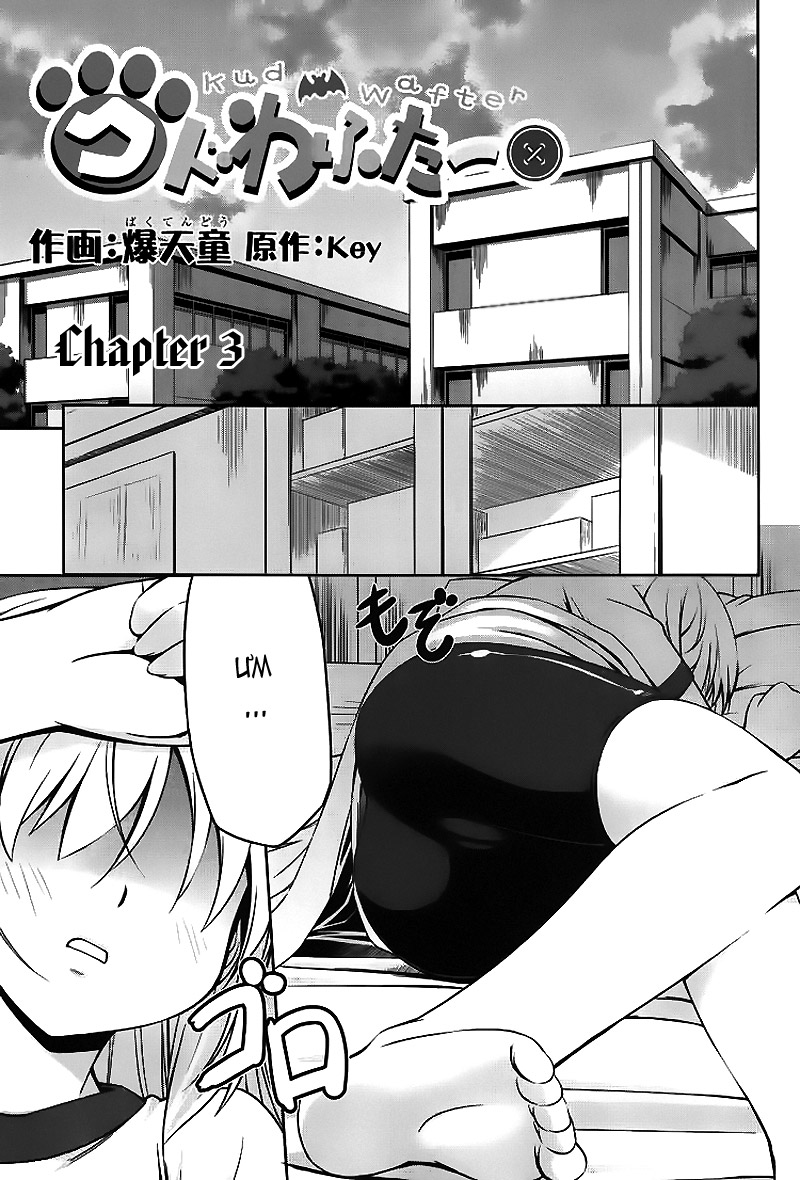 Kud Wafter
クドわふたー
ばくてんどう
作画:爆天童 原作:Key
Chapter 3
もぞ
ƯM
...
ゴロ